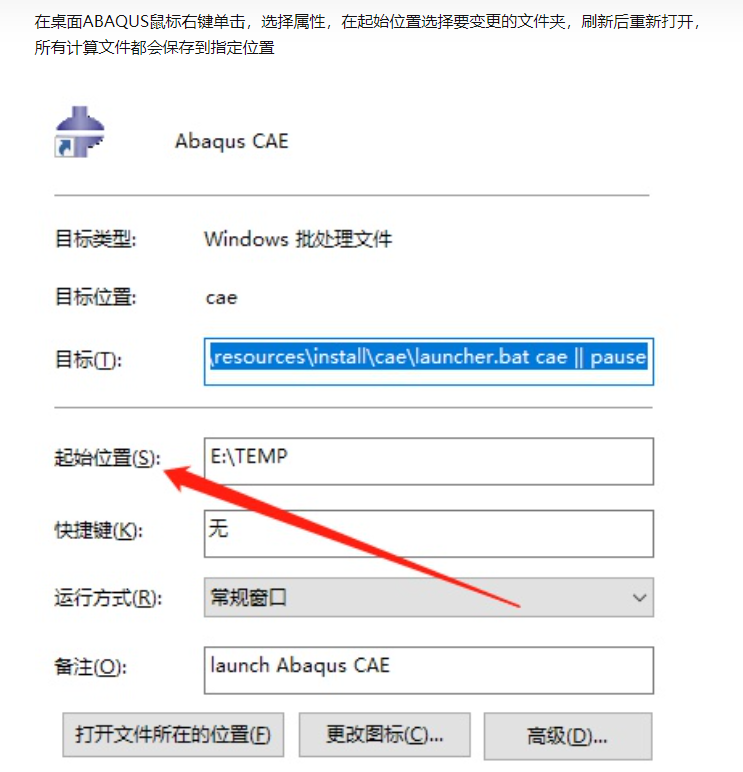 在桌面ABAQUS鼠标右键单击，选择属性，在起始位置选择要变更的文件夹，刷新后重新打开，
所有计算文件都会保存到指定位置
Abaqus CAE
目标类型: Windows 批处理文件
目标位置: cae
目标(T): \resources\install\cae\launcher.bat cae || pause
起始位置(S): E:\TEMP
快捷键(K): 无
运行方式(R): 常规窗口
备注(O): launch Abaqus CAE
打开文件所在的位置(F) 更改图标(C)... 高级(D)...